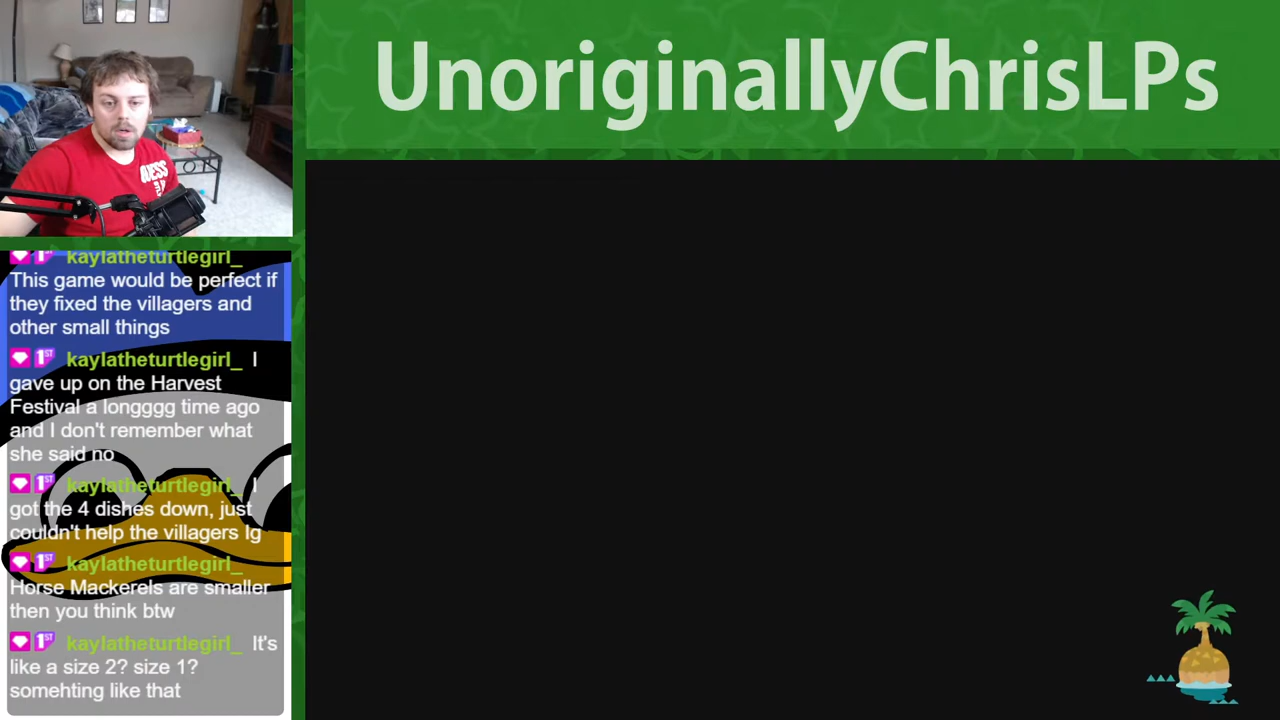 UnoriginallyChrisLPs
kaylatheturtlegirl_
This game would be perfect if
they fixed the villagers and
other small things
kaylatheturtlegirl_ I
gave up on the Harvest
Festival a longggg time ago
and I don't remember what
she said no
kaylatheturtlegirl_ I
got the 4 dishes down, just
couldn't help the villagers Ig
kaylatheturtlegirl_
Horse Mackerels are smaller
then you think btw
kaylatheturtlegirl_ It's
like a size 2? size 1?
somehting like that